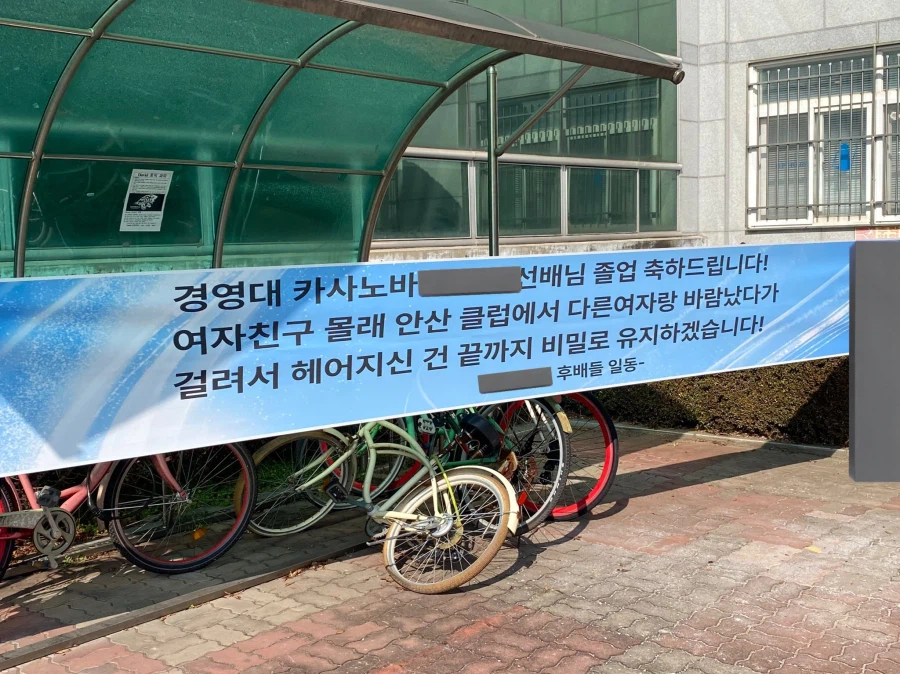 경영대 카사노바 선배님 졸업 축하드립니다!
여자친구 몰래 안산 클럽에서 다른여자랑 바람났다가
걸려서 헤어지신 건 끝까지 비밀로 유지하겠습니다!
후배들 일동-